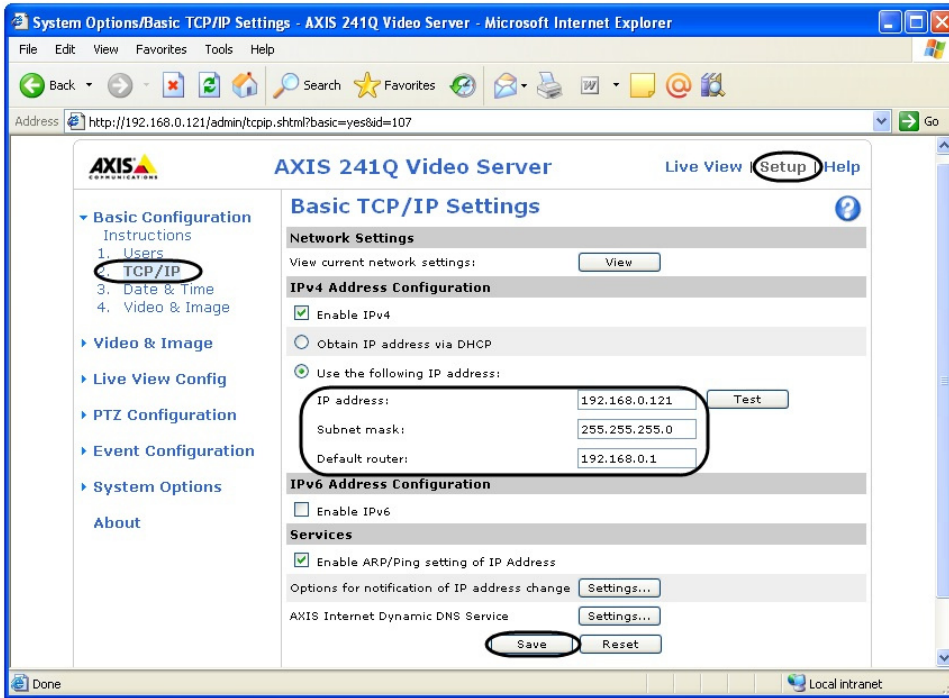 System Options/Basic TCP/IP Settings - AXIS 241Q Video Server - Microsoft Internet Explorer
File Edit View Favorites Tools Help
Back Search Favorites
Address http://192.168.0.121/admin/tcpip.shtml?basic=yes&id=107 Go
AXIS COMMUNICATIONS
AXIS 241Q Video Server
Live View | Setup | Help
Basic Configuration
Instructions
1. Users
2. TCP/IP
3. Date & Time
4. Video & Image
Video & Image
Live View Config
PTZ Configuration
Event Configuration
System Options
About
Basic TCP/IP Settings
Network Settings
View current network settings: View
IPv4 Address Configuration
Enable IPv4
Obtain IP address via DHCP
Use the following IP address:
IP address: 192.168.0.121 Test
Subnet mask: 255.255.255.0
Default router: 192.168.0.1
IPv6 Address Configuration
Enable IPv6
Services
Enable ARP/Ping setting of IP Address
Options for notification of IP address change Settings...
AXIS Internet Dynamic DNS Service Settings...
Save Reset
Done Local intranet